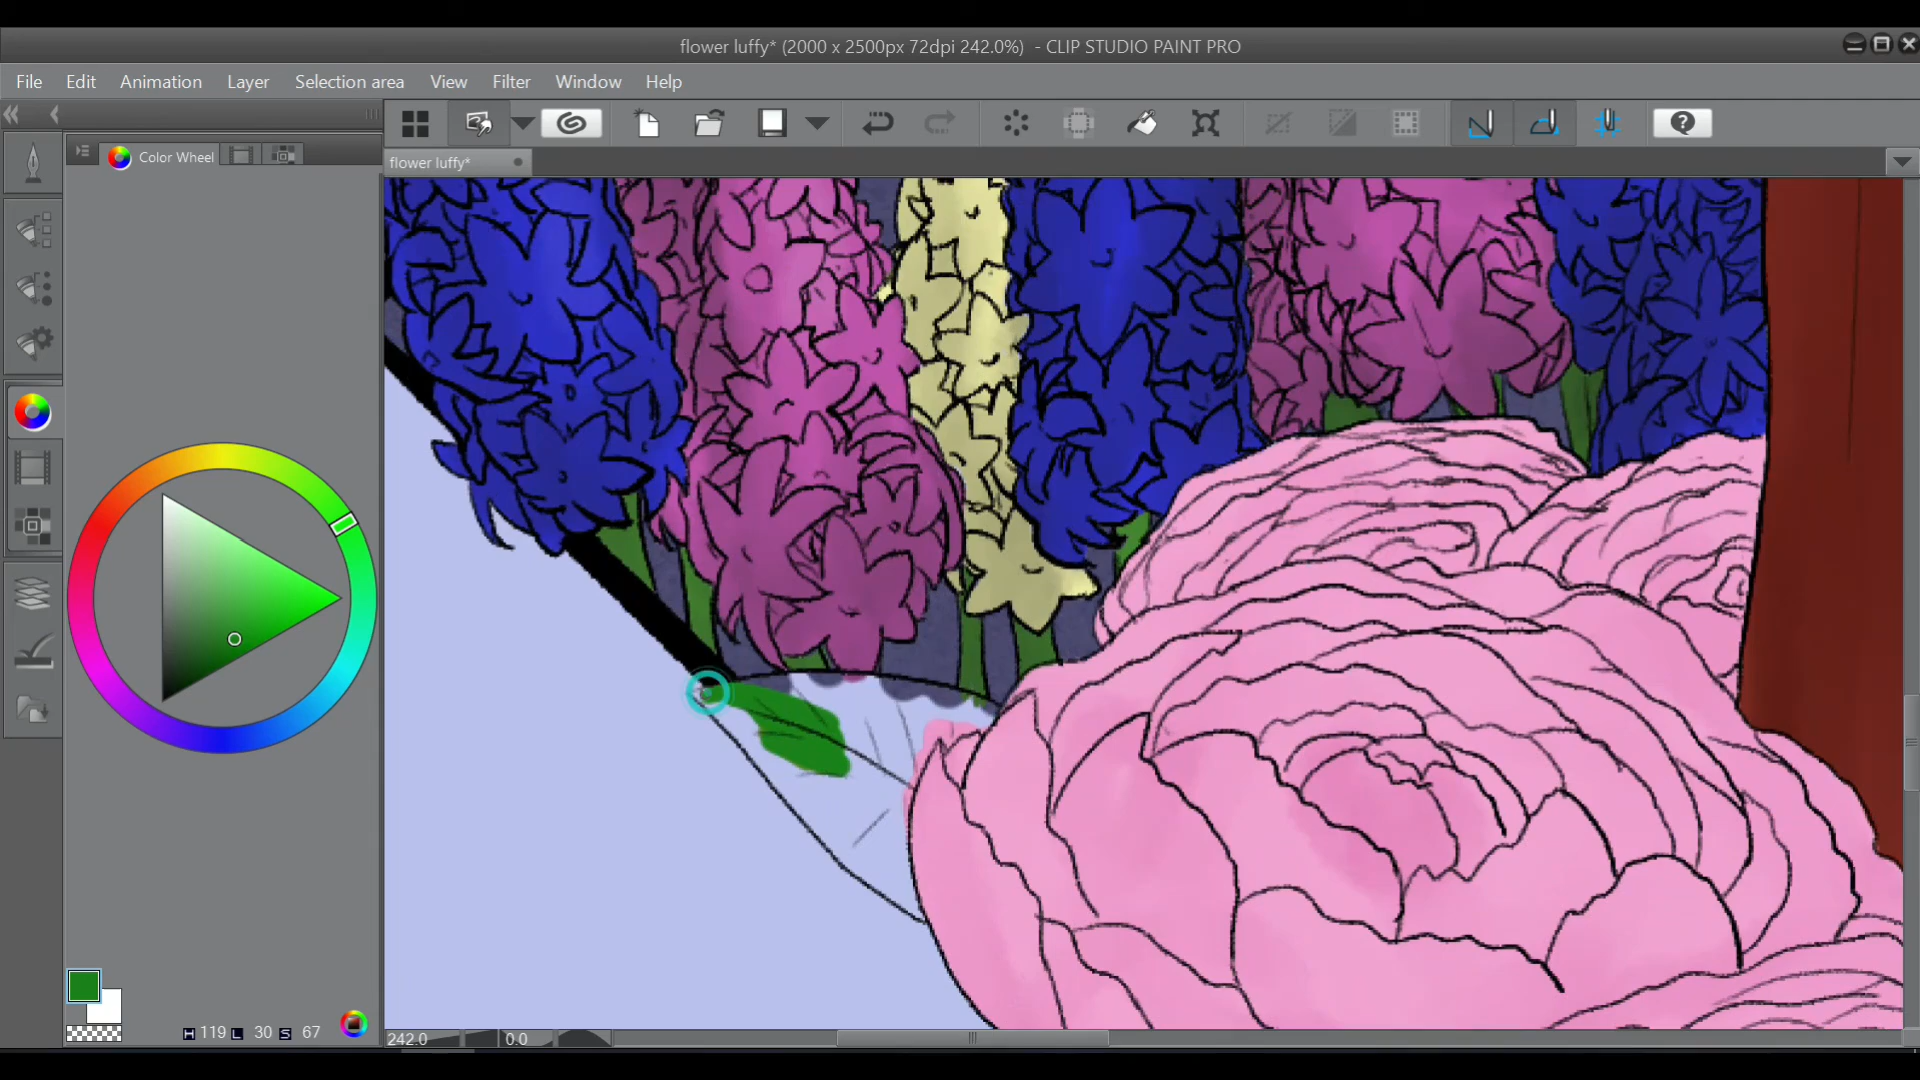 flower luffy* (2000 x 2500px 72dpi 242.0%)  - CLIP STUDIO PAINT PRO
File Edit Animation Layer Selection area View Filter Window Help
Color Wheel
flower luffy*
H 119 L 30 S 67
242.0 0.0